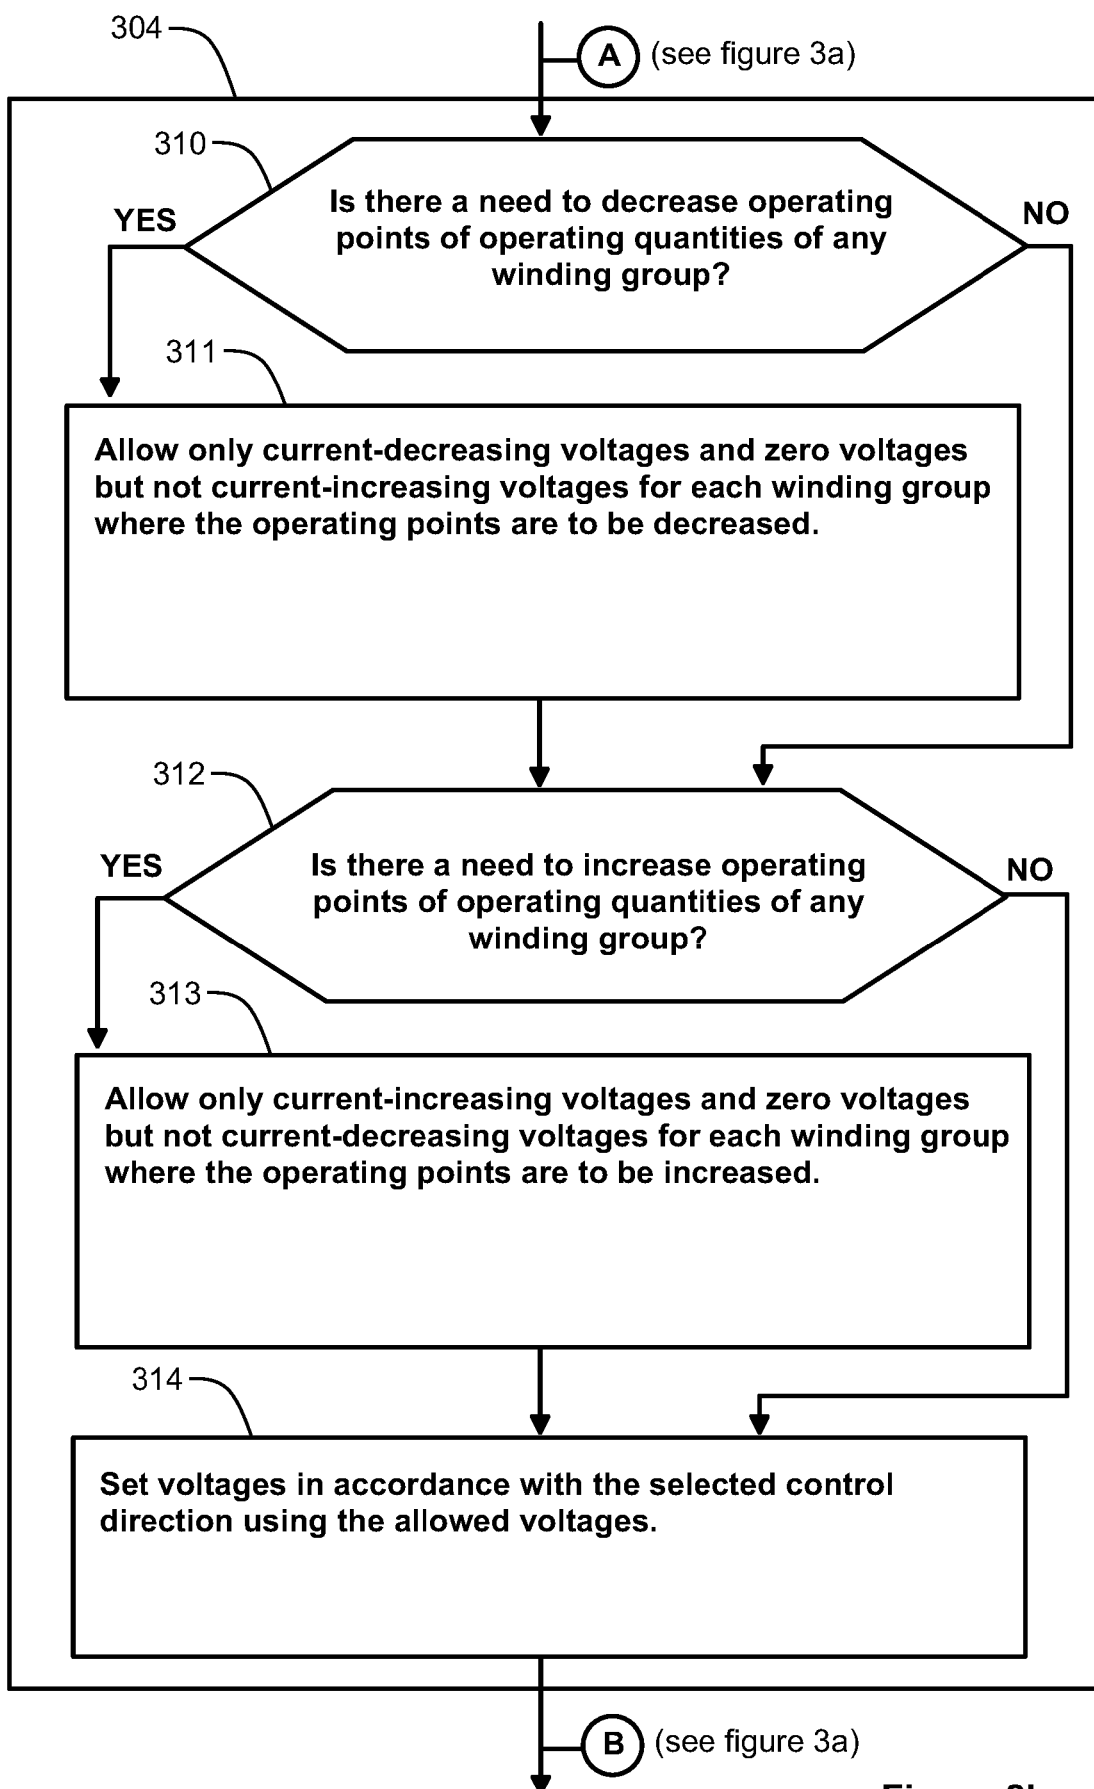 304
A (see figure 3a)
310
YES
NO
Is there a need to decrease operating
points of operating quantities of any
winding group?
311
Allow only current-decreasing voltages and zero voltages
but not current-increasing voltages for each winding group
where the operating points are to be decreased.
312
YES
NO
Is there a need to increase operating
points of operating quantities of any
winding group?
313
Allow only current-increasing voltages and zero voltages
but not current-decreasing voltages for each winding group
where the operating points are to be increased.
314
Set voltages in accordance with the selected control
direction using the allowed voltages.
B (see figure 3a)